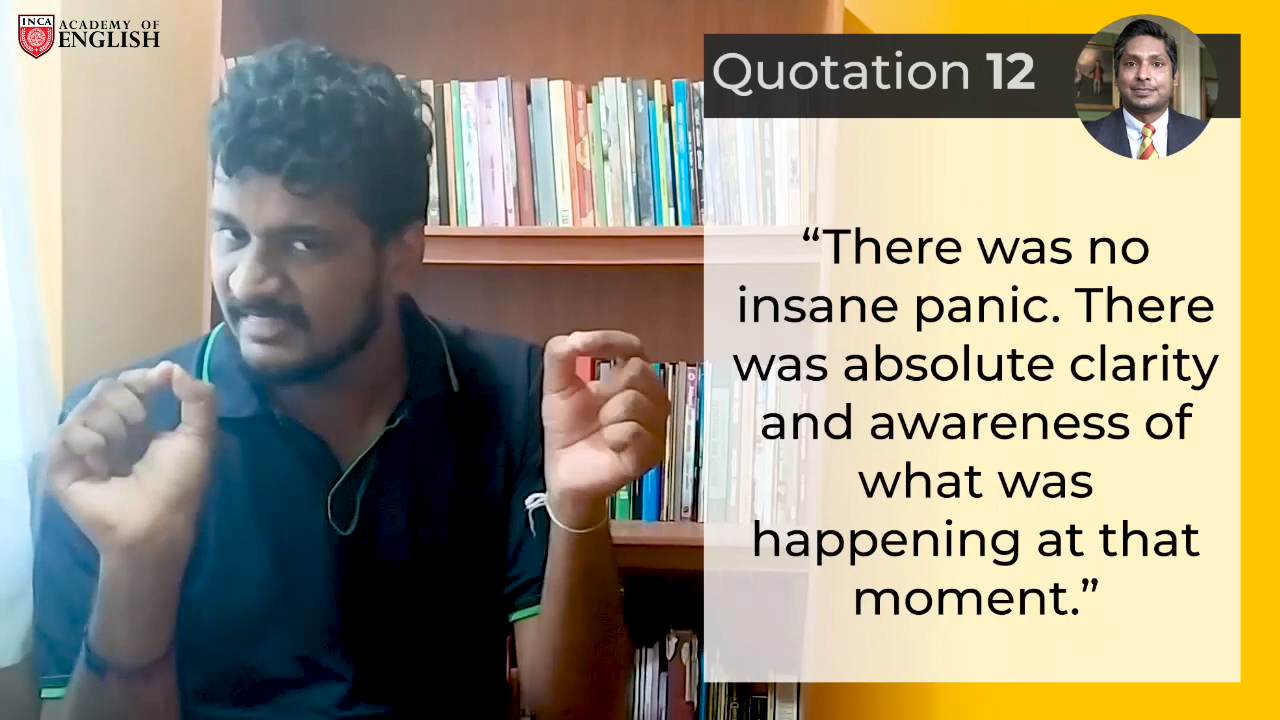 INCA
ACADEMY OF
ENGLISH
Quotation 12
“There was no
insane panic. There
was absolute clarity
and awareness of
what was
happening at that
moment.”